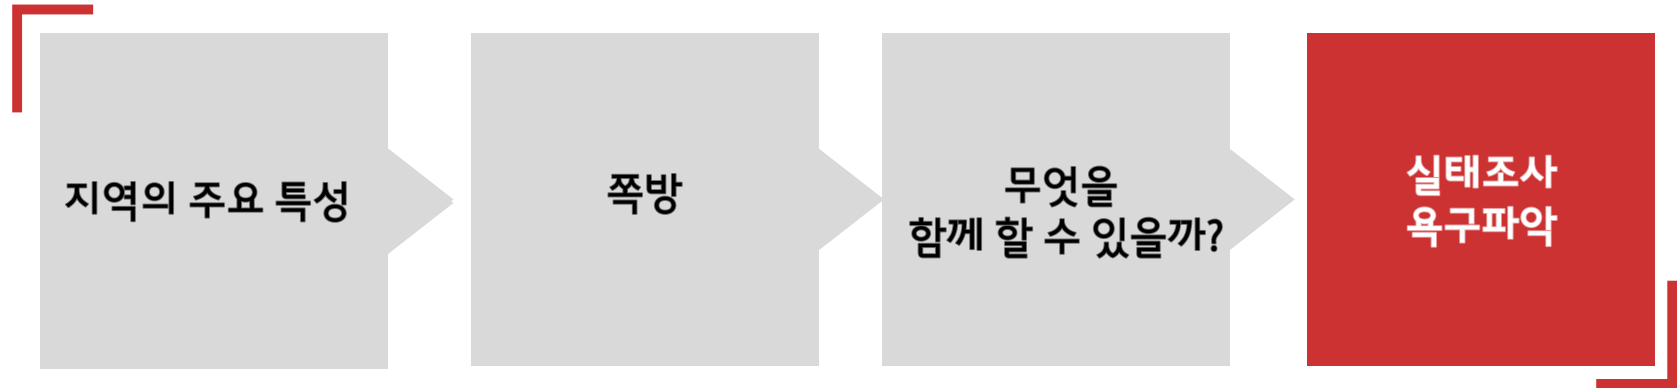 지역의 주요 특성
쪽방
무엇을
함께 할 수 있을까?
실태조사
욕구파악